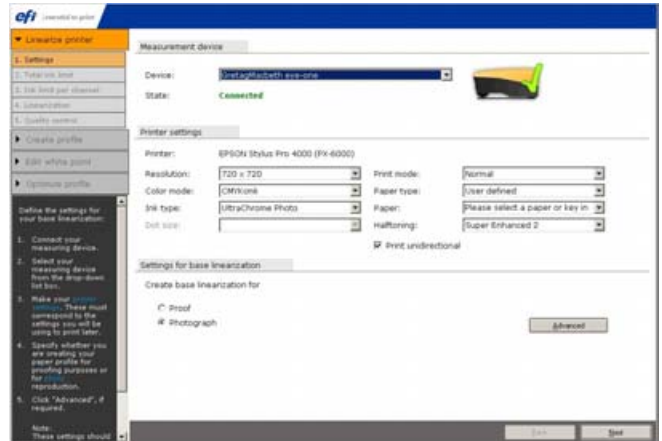 efi essential to print
Linearize printer
1. Settings
2. Total ink limit
3. Ink limit per channel
4. Linearization
5. Quality control
Create profile
Edit white point
Optimize profile
Define the settings for
your base linearization:
1. Connect your
measuring device.
2. Select your
measuring device
from the drop-down
list box.
3. Make your printer
settings. These must
correspond to the
settings you will be
using to print later.
4. Specify whether you
are creating your
paper profile for
proofing purposes or
for photo
reproduction.
5. Click "Advanced", if
required.
Note:
These settings should
Measurement device
Device: GretagMacbeth eye-one
State: Connected
Printer settings
Printer: EPSON Stylus Pro 4000 (PX-6000)
Resolution: 720 x 720
Color mode: CMYKcmk
Ink type: UltraChrome Photo
Dot size:
Print mode: Normal
Paper type: User defined
Paper: Please select a paper or key in
Halftoning: Super Enhanced 2
Print unidirectional
Settings for base linearization
Create base linearization for
Proof
Photograph
Advanced
Back
Next